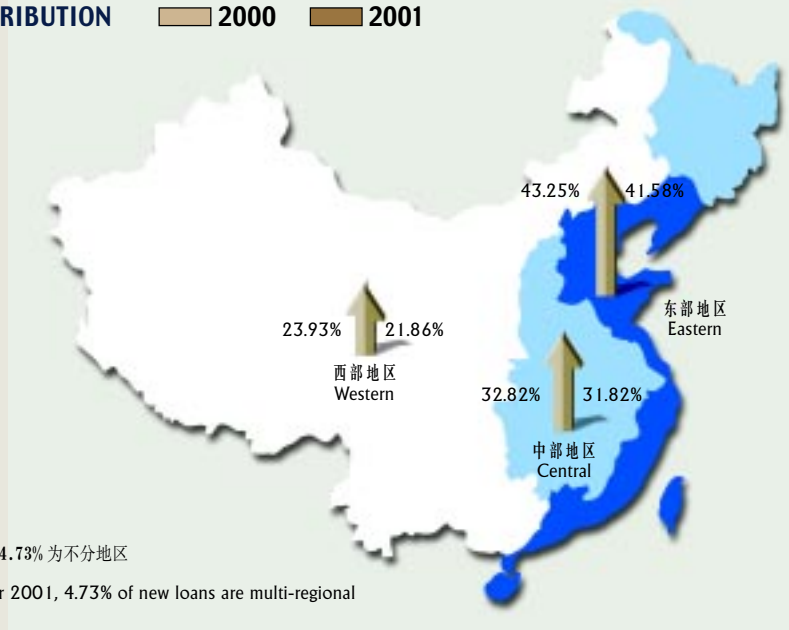 RIBUTION 2000 2001
43.25% 41.58%
东部地区
Eastern
23.93% 21.86%
西部地区
Western
32.82% 31.82%
中部地区
Central
4.73% 为不分地区
r 2001, 4.73% of new loans are multi-regional